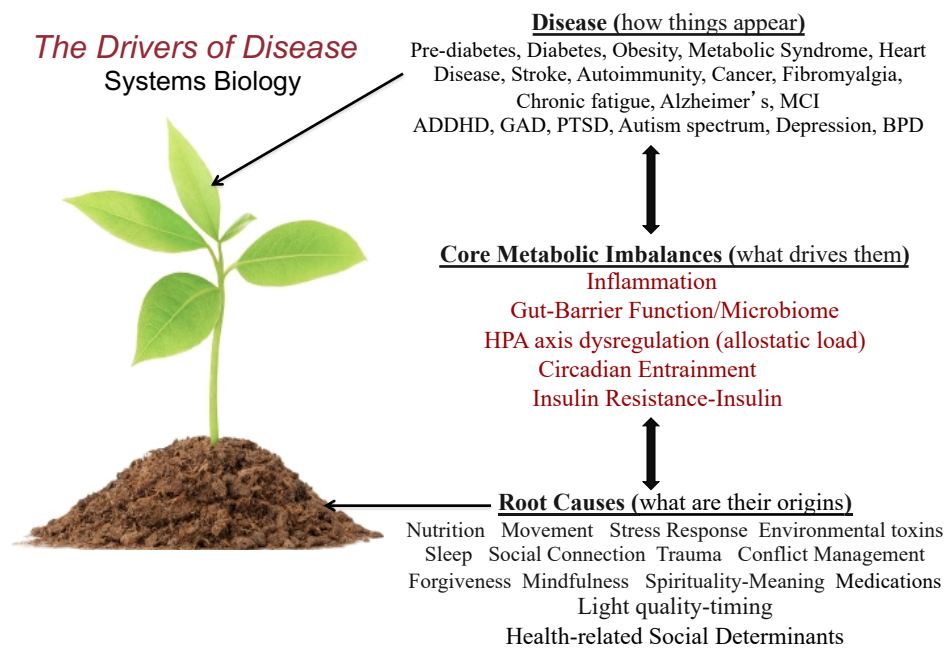 The Drivers of Disease
Systems Biology
Disease (how things appear)
Pre-diabetes, Diabetes, Obesity, Metabolic Syndrome, Heart
Disease, Stroke, Autoimmunity, Cancer, Fibromyalgia,
Chronic fatigue, Alzheimer's, MCI
ADDHD, GAD, PTSD, Autism spectrum, Depression, BPD
Core Metabolic Imbalances (what drives them)
Inflammation
Gut-Barrier Function/Microbiome
HPA axis dysregulation (allostatic load)
Circadian Entrainment
Insulin Resistance-Insulin
Root Causes (what are their origins)
Nutrition Movement Stress Response Environmental toxins
Sleep Social Connection Trauma Conflict Management
Forgiveness Mindfulness Spirituality-Meaning Medications
Light quality-timing
Health-related Social Determinants